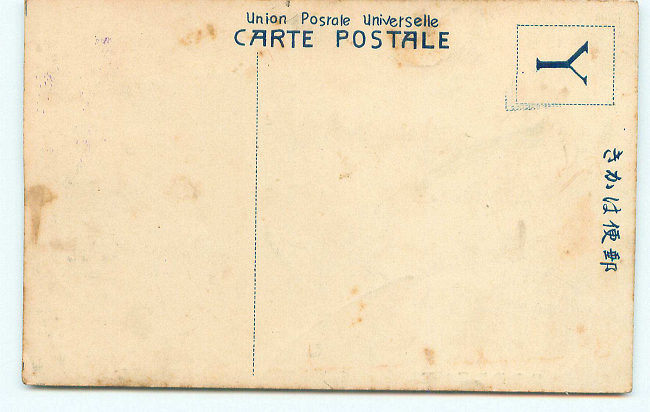 Union Posrale Universelle
CARTE POSTALE
Y
きかは便郵